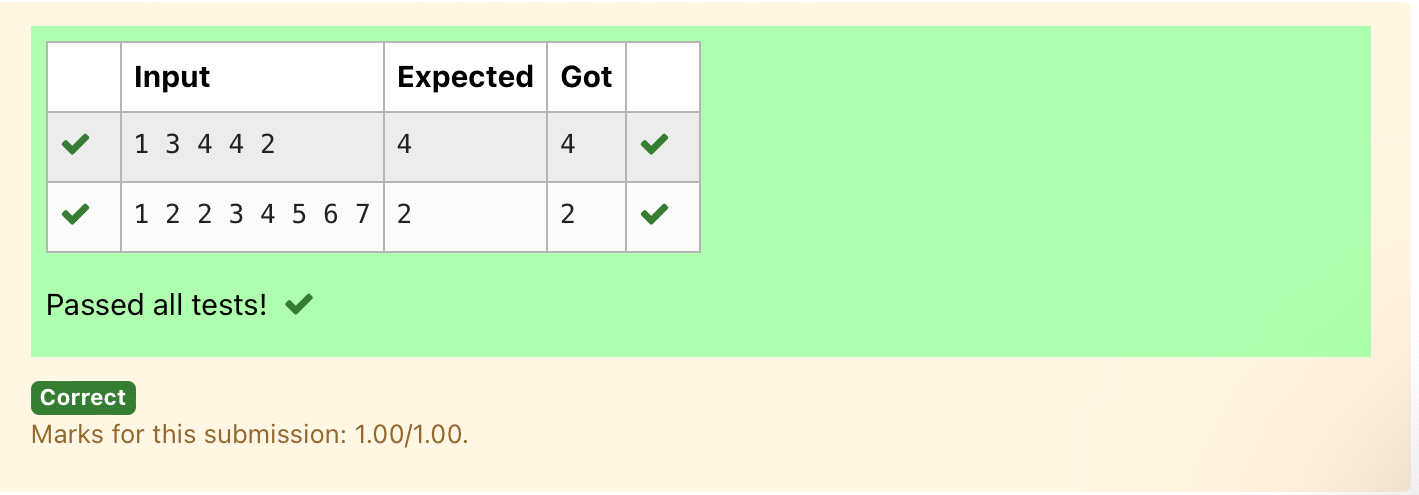 Input Expected Got
1 3 4 4 2 4 4
1 2 2 3 4 5 6 7 2 2
Passed all tests!
Correct
Marks for this submission: 1.00/1.00.